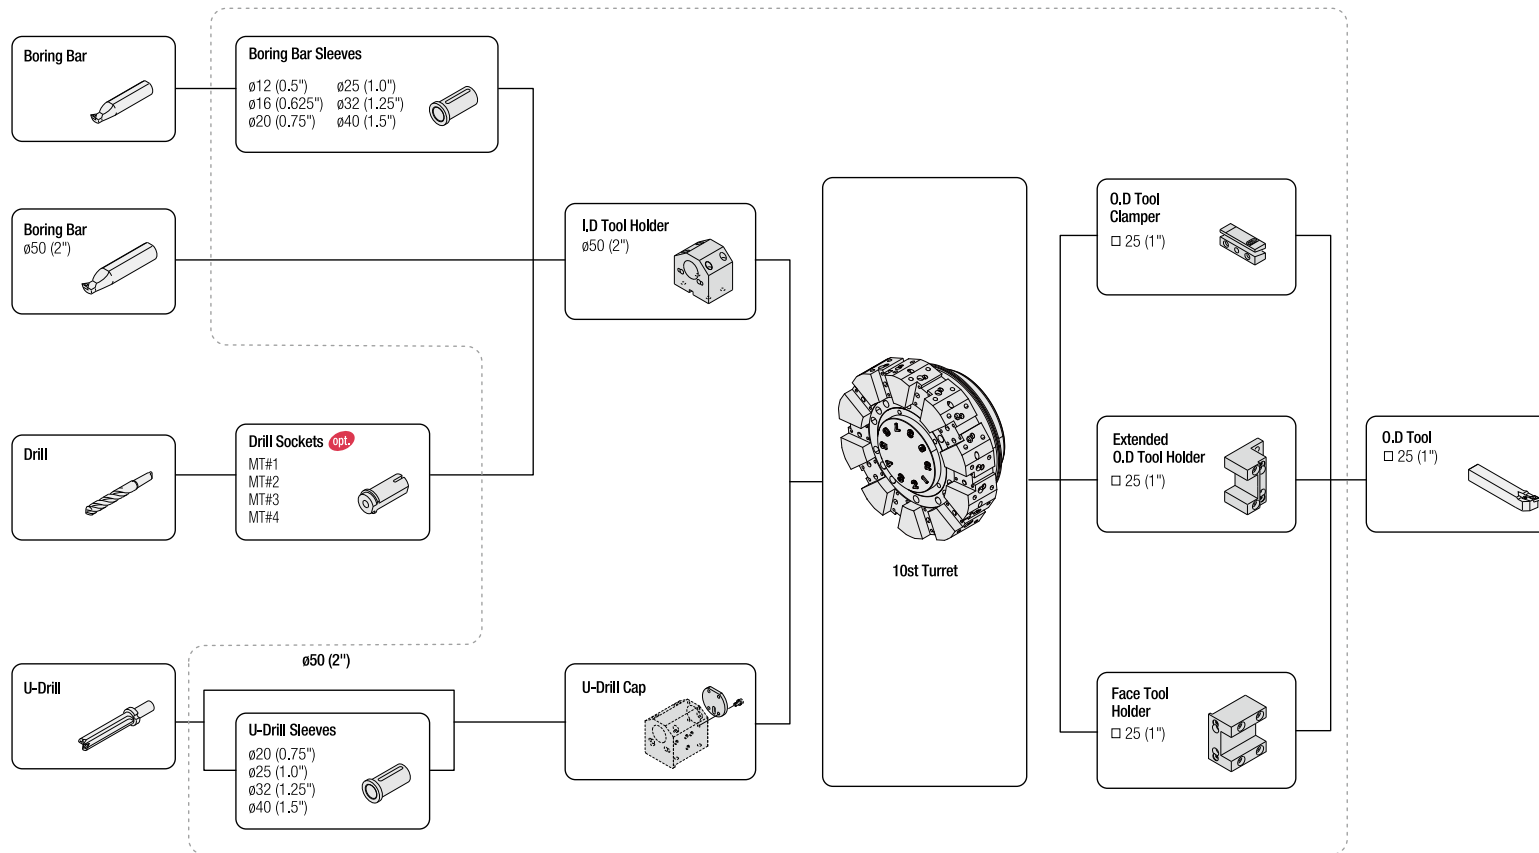 Boring Bar
Boring Bar Sleeves
ø12 (0.5") ø25 (1.0")
ø16 (0.625") ø32 (1.25")
ø20 (0.75") ø40 (1.5")
Boring Bar
ø50 (2")
I.D Tool Holder
ø50 (2")
Drill
Drill Sockets opt.
MT#1
MT#2
MT#3
MT#4
U-Drill
ø50 (2")
U-Drill Sleeves
ø20 (0.75")
ø25 (1.0")
ø32 (1.25")
ø40 (1.5")
U-Drill Cap
10st Turret
O.D Tool
Clamper
□ 25 (1")
Extended
O.D Tool Holder
□ 25 (1")
Face Tool
Holder
□ 25 (1")
O.D Tool
□ 25 (1")